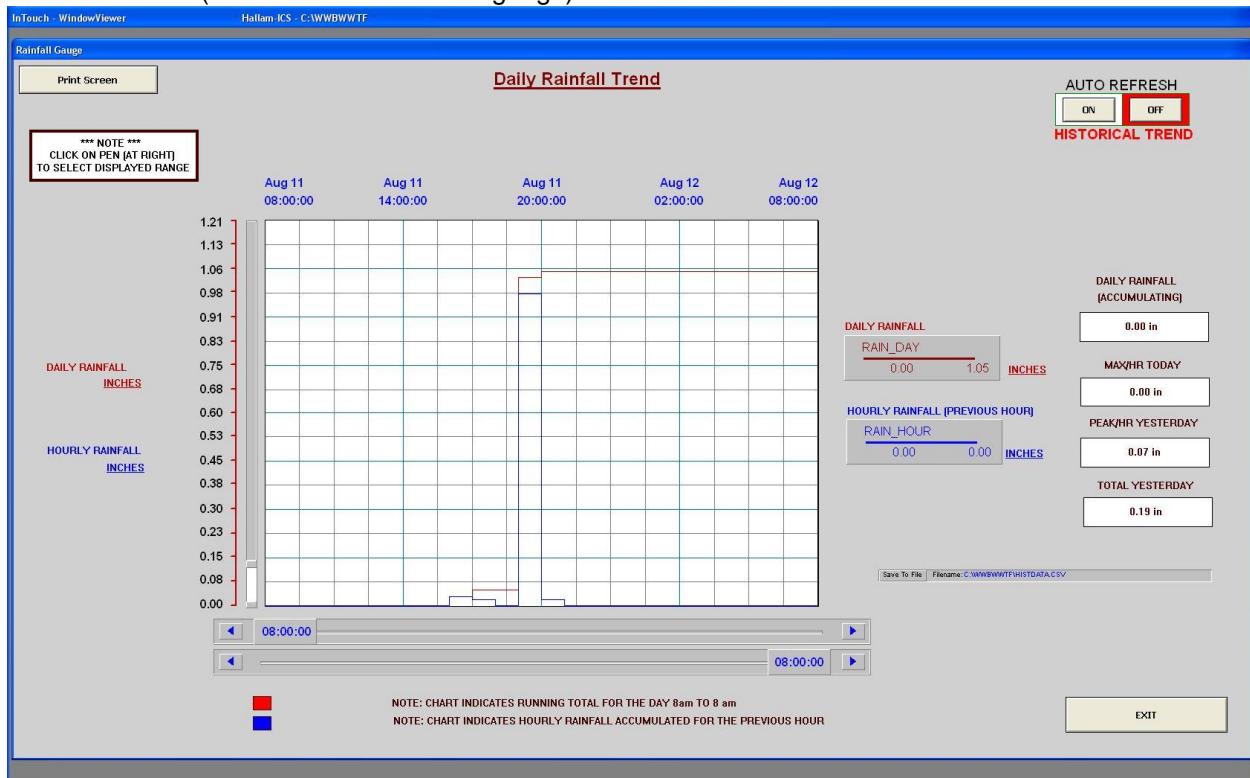 InTouch - WindowViewer Hallam-ICS - C:\WWBWWTF
Rainfall Gauge
Print Screen
Daily Rainfall Trend
AUTO REFRESH
ON OFF
HISTORICAL TREND
*** NOTE ***
CLICK ON PEN (AT RIGHT)
TO SELECT DISPLAYED RANGE
Aug 11 Aug 11 Aug 11 Aug 12 Aug 12
08:00:00 14:00:00 20:00:00 02:00:00 08:00:00
1.21
1.13
1.06
0.98
0.91
0.83
0.75
0.68
0.60
0.53
0.45
0.38
0.30
0.23
0.15
0.08
0.00
DAILY RAINFALL
INCHES
HOURLY RAINFALL
INCHES
DAILY RAINFALL
RAIN_DAY
0.00 1.05 INCHES
HOURLY RAINFALL (PREVIOUS HOUR)
RAIN_HOUR
0.00 0.00 INCHES
DAILY RAINFALL
(ACCUMULATING)
0.00 in
MAX/HR TODAY
0.00 in
PEAK/HR YESTERDAY
0.07 in
TOTAL YESTERDAY
0.19 in
Save To File Filename: C:\WWBWWTF\HISTDATA.CSV
08:00:00
08:00:00
NOTE: CHART INDICATES RUNNING TOTAL FOR THE DAY 8am TO 8 am
NOTE: CHART INDICATES HOURLY RAINFALL ACCUMULATED FOR THE PREVIOUS HOUR
EXIT